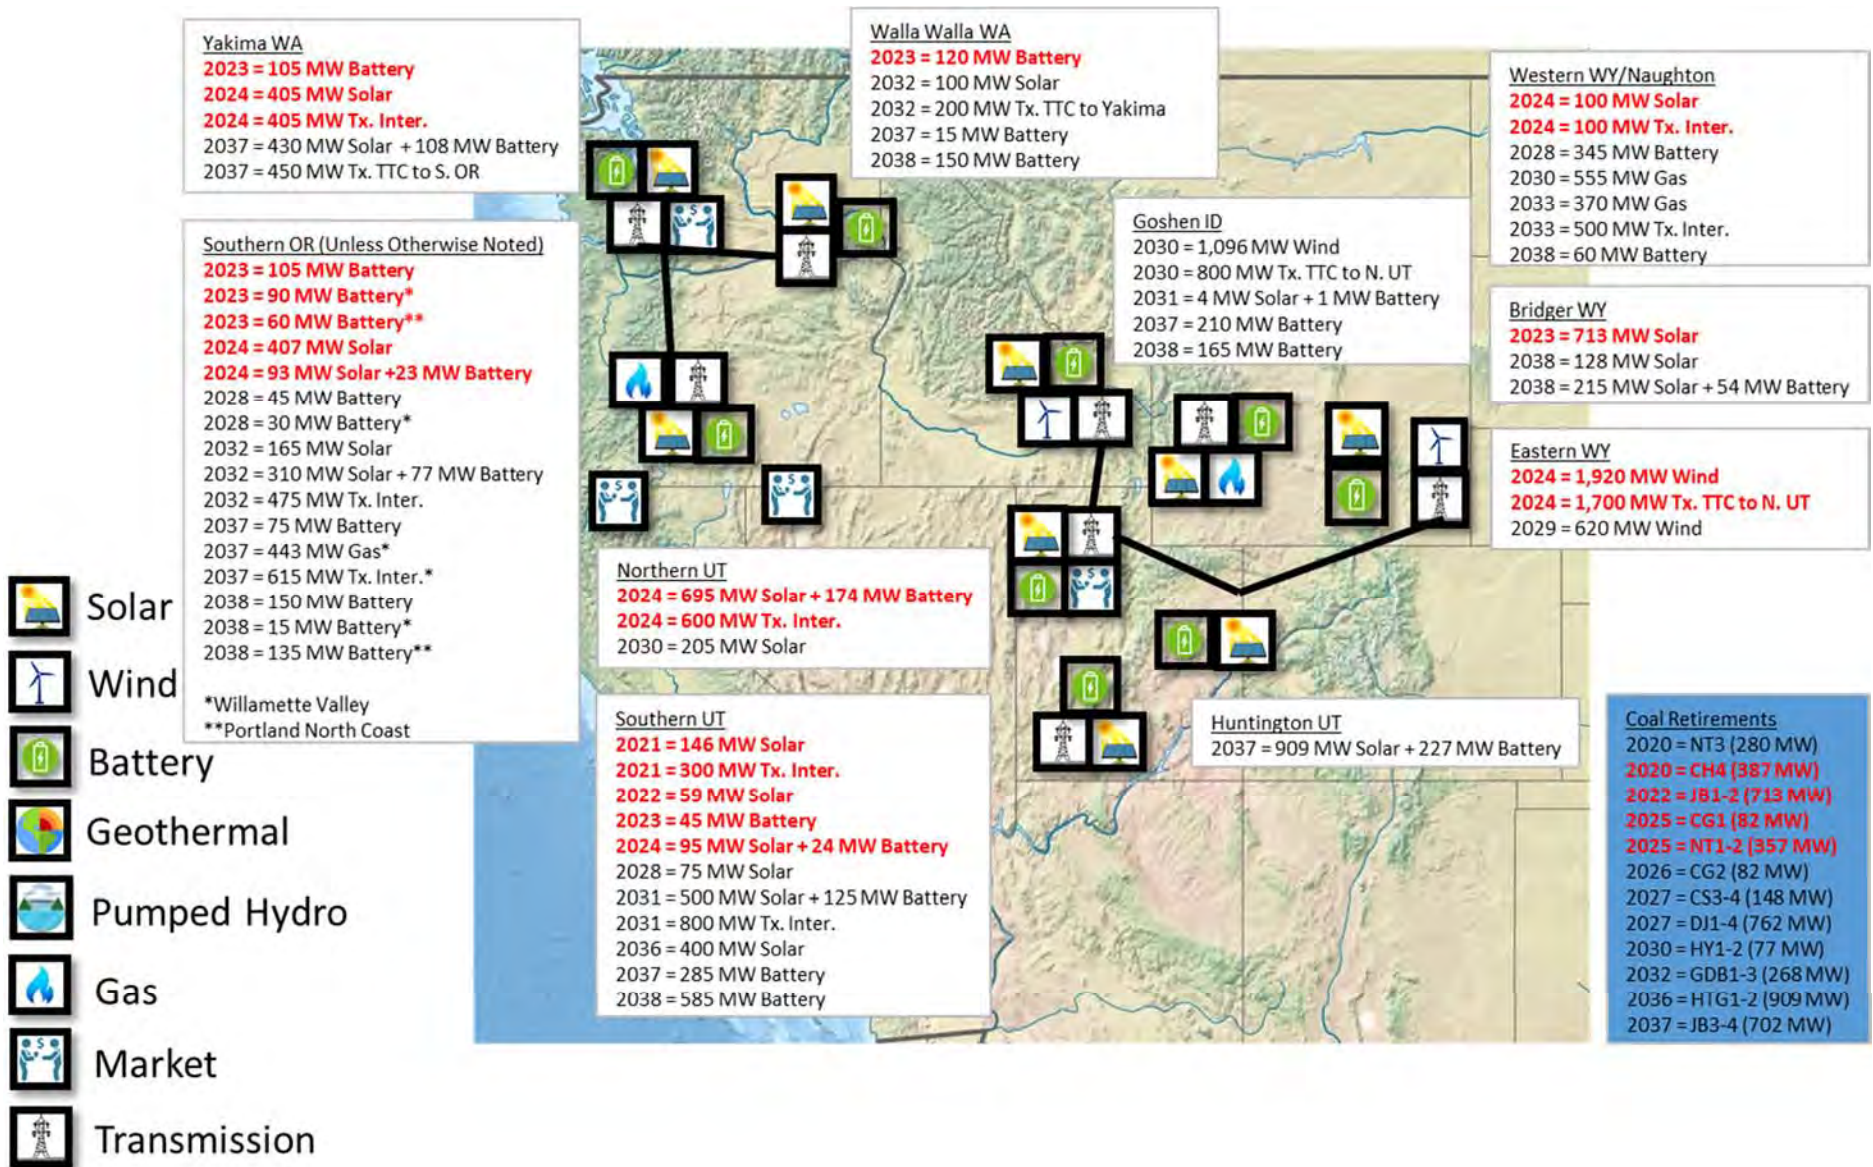 Yakima WA
2023 = 105 MW Battery
2024 = 405 MW Solar
2024 = 405 MW Tx. Inter.
2037 = 430 MW Solar + 108 MW Battery
2037 = 450 MW Tx. TTC to S. OR
Walla Walla WA
2023 = 120 MW Battery
2032 = 100 MW Solar
2032 = 200 MW Tx. TTC to Yakima
2037 = 15 MW Battery
2038 = 150 MW Battery
Western WY/Naughton
2024 = 100 MW Solar
2024 = 100 MW Tx. Inter.
2028 = 345 MW Battery
2030 = 555 MW Gas
2033 = 370 MW Gas
2033 = 500 MW Tx. Inter.
2038 = 60 MW Battery
Southern OR (Unless Otherwise Noted)
2023 = 105 MW Battery
2023 = 90 MW Battery*
2023 = 60 MW Battery**
2024 = 407 MW Solar
2024 = 93 MW Solar +23 MW Battery
2028 = 45 MW Battery
2028 = 30 MW Battery*
2032 = 165 MW Solar
2032 = 310 MW Solar + 77 MW Battery
2032 = 475 MW Tx. Inter.
2037 = 75 MW Battery
2037 = 443 MW Gas*
2037 = 615 MW Tx. Inter.*
2038 = 150 MW Battery
2038 = 15 MW Battery*
2038 = 135 MW Battery**
*Willamette Valley
**Portland North Coast
Goshen ID
2030 = 1,096 MW Wind
2030 = 800 MW Tx. TTC to N. UT
2031 = 4 MW Solar + 1 MW Battery
2037 = 210 MW Battery
2038 = 165 MW Battery
Bridger WY
2023 = 713 MW Solar
2038 = 128 MW Solar
2038 = 215 MW Solar + 54 MW Battery
Eastern WY
2024 = 1,920 MW Wind
2024 = 1,700 MW Tx. TTC to N. UT
2029 = 620 MW Wind
Northern UT
2024 = 695 MW Solar + 174 MW Battery
2024 = 600 MW Tx. Inter.
2030 = 205 MW Solar
Southern UT
2021 = 146 MW Solar
2021 = 300 MW Tx. Inter.
2022 = 59 MW Solar
2023 = 45 MW Battery
2024 = 95 MW Solar + 24 MW Battery
2028 = 75 MW Solar
2031 = 500 MW Solar + 125 MW Battery
2031 = 800 MW Tx. Inter.
2036 = 400 MW Solar
2037 = 285 MW Battery
2038 = 585 MW Battery
Huntington UT
2037 = 909 MW Solar + 227 MW Battery
Coal Retirements
2020 = NT3 (280 MW)
2020 = CH4 (387 MW)
2022 = JB1-2 (713 MW)
2025 = CG1 (82 MW)
2025 = NT1-2 (357 MW)
2026 = CG2 (82 MW)
2027 = CS3-4 (148 MW)
2027 = DJ1-4 (762 MW)
2030 = HY1-2 (77 MW)
2032 = GDB1-3 (268 MW)
2036 = HTG1-2 (909 MW)
2037 = JB3-4 (702 MW)
Solar
Wind
Battery
Geothermal
Pumped Hydro
Gas
Market
Transmission